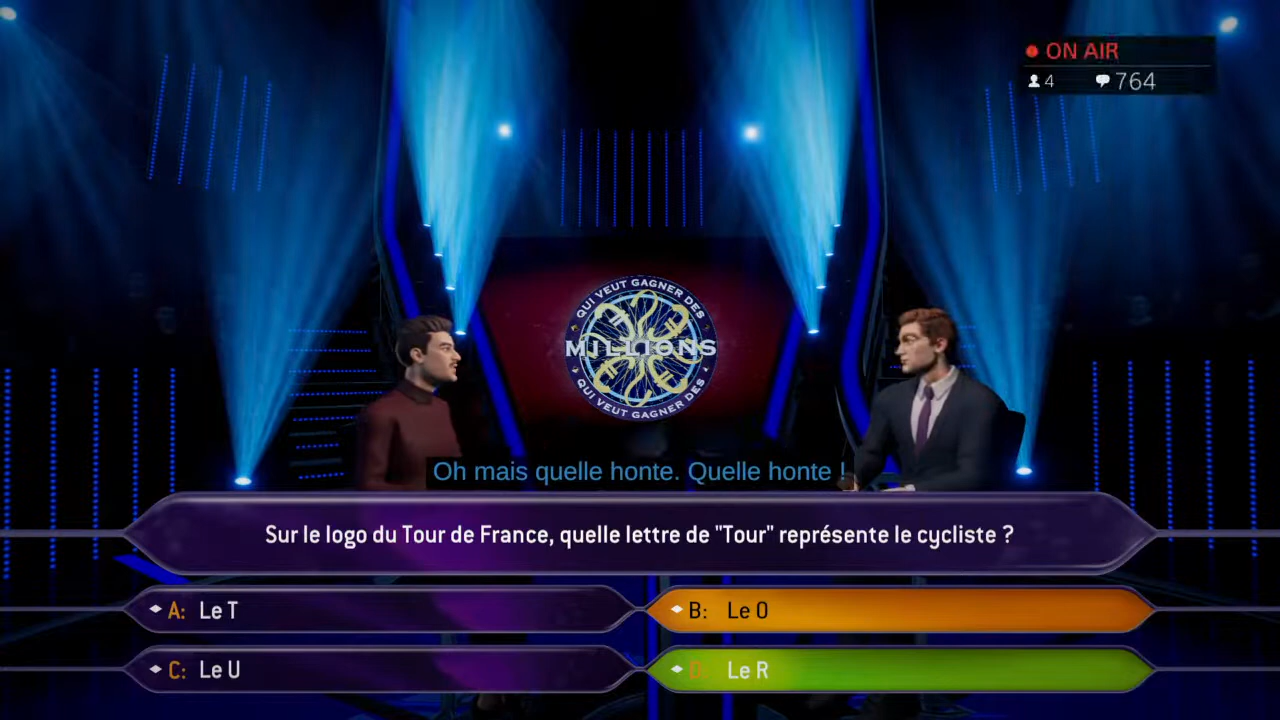 ON AIR
4 764
QUI VEUT GAGNER DES
MILLIONS
QUI VEUT GAGNER DES
Oh mais quelle honte. Quelle honte !
Sur le logo du Tour de France, quelle lettre de "Tour" représente le cycliste ?
A: Le T
B: Le O
C: Le U
D: Le R